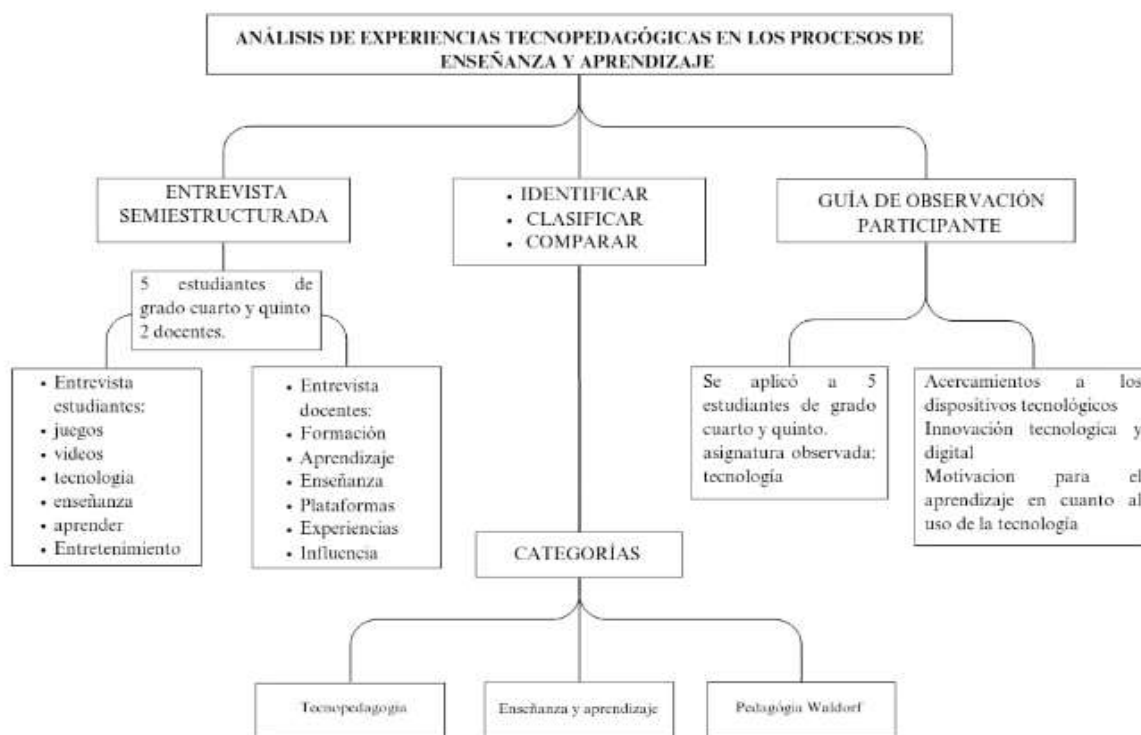 ANÁLISIS DE EXPERIENCIAS TECNOPEDAGÓGICAS EN LOS PROCESOS DE
ENSEÑANZA Y APRENDIZAJE
ENTREVISTA
SEMIESTRUCTURADA
• IDENTIFICAR
• CLASIFICAR
• COMPARAR
GUÍA DE OBSERVACIÓN
PARTICIPANTE
5 estudiantes de
grado cuarto y quinto
2 docentes.
• Entrevista
estudiantes:
• juegos
• videos
• tecnologia
• enseñanza
• aprender
• Entretenimiento
• Entrevista
docentes:
• Formación
• Aprendizaje
• Enseñanza
• Plataformas
• Experiencias
• Influencia
Se aplicó a 5
estudiantes de grado
cuarto y quinto.
asignatura observada:
tecnología
Acercamientos a los
dispositivos tecnológicos
Innovación tecnologica y
digital
Motivacion para el
aprendizaje en cuanto al
uso de la tecnología
CATEGORÍAS
Tecnopedagogia
Enseñanza y aprendizaje
Pedagógia Waldorf